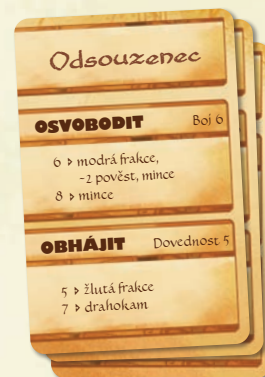 Odsouzenec
OSVOBODIT Boj 6
6 ▹ modrá frakce,
-2 pověst, mince
8 ▹ mince
OBHÁJIT Dovednost 5
5 ▹ žlutá frakce
7 ▹ drahokam